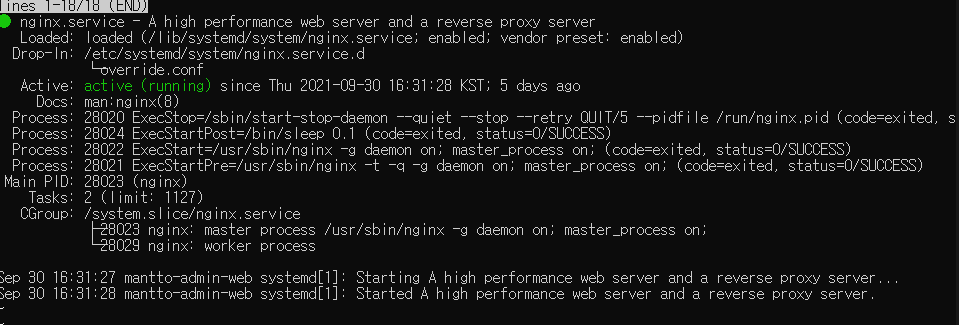 lines 1-18/18 (END)
● nginx.service - A high performance web server and a reverse proxy server
Loaded: loaded (/lib/systemd/system/nginx.service; enabled; vendor preset: enabled)
Drop-In: /etc/systemd/system/nginx.service.d
└─override.conf
Active: active (running) since Thu 2021-09-30 16:31:28 KST; 5 days ago
Docs: man:nginx(8)
Process: 28020 ExecStop=/sbin/start-stop-daemon --quiet --stop --retry QUIT/5 --pidfile /run/nginx.pid (code=exited, s
Process: 28024 ExecStartPost=/bin/sleep 0.1 (code=exited, status=0/SUCCESS)
Process: 28022 ExecStart=/usr/sbin/nginx -g daemon on; master_process on; (code=exited, status=0/SUCCESS)
Process: 28021 ExecStartPre=/usr/sbin/nginx -t -q -g daemon on; master_process on; (code=exited, status=0/SUCCESS)
Main PID: 28023 (nginx)
Tasks: 2 (limit: 1127)
CGroup: /system.slice/nginx.service
├─28023 nginx: master process /usr/sbin/nginx -g daemon on; master_process on;
└─28029 nginx: worker process
Sep 30 16:31:27 mantto-admin-web systemd[1]: Starting A high performance web server and a reverse proxy server...
Sep 30 16:31:28 mantto-admin-web systemd[1]: Started A high performance web server and a reverse proxy server.
~